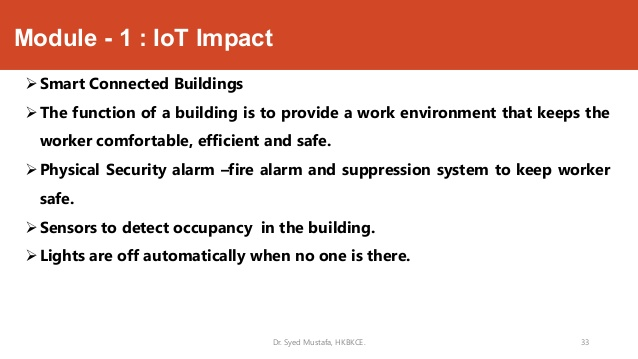 Module - 1 : IoT Impact
➢Smart Connected Buildings
➢The function of a building is to provide a work environment that keeps the
worker comfortable, efficient and safe.
➢Physical Security alarm –fire alarm and suppression system to keep worker
safe.
➢Sensors to detect occupancy in the building.
➢Lights are off automatically when no one is there.
Dr. Syed Mustafa, HKBKCE.
33